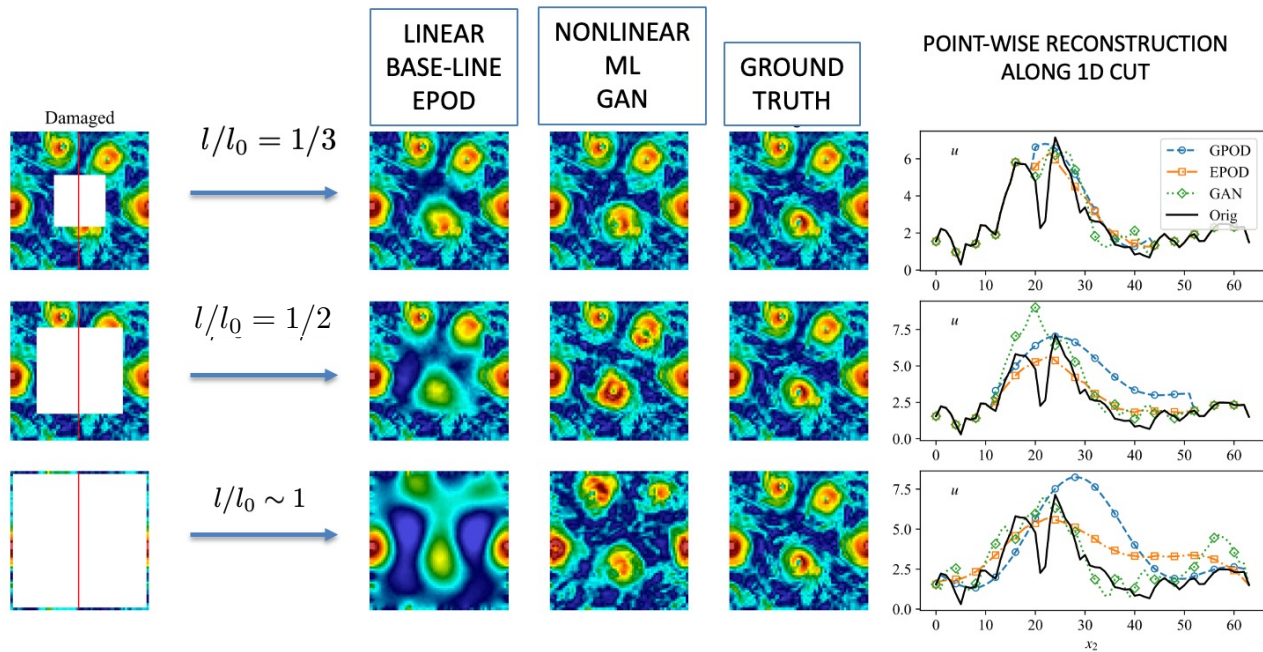 LINEAR
BASE-LINE
EPOD
NONLINEAR
ML
GAN
GROUND
TRUTH
POINT-WISE RECONSTRUCTION
ALONG 1D CUT
Damaged
l/l₀ = 1/3
u
GPOD
EPOD
GAN
Orig
6
4
2
0
0 10 20 30 40 50 60
l/l₀ = 1/2
u
7.5
5.0
2.5
0.0
0 10 20 30 40 50 60
l/l₀ ∼ 1
u
7.5
5.0
2.5
0.0
0 10 20 30 40 50 60
x₂